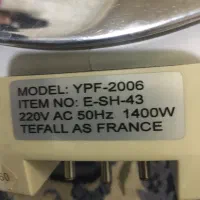 MODEL: YPF-2006
ITEM NO: E-SH-43
220V AC 50Hz 1400W
TEFALL AS FRANCE